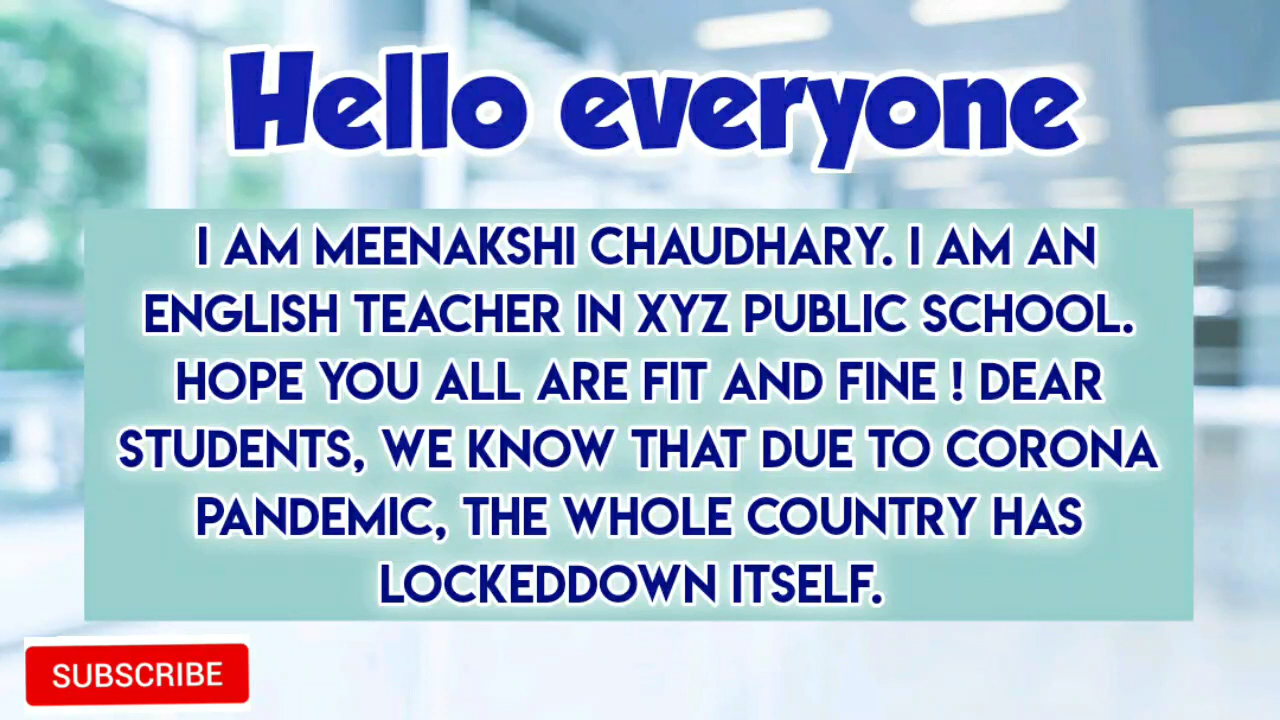 Hello everyone
I AM MEENAKSHI CHAUDHARY. I AM AN
ENGLISH TEACHER IN XYZ PUBLIC SCHOOL.
HOPE YOU ALL ARE FIT AND FINE ! DEAR
STUDENTS, WE KNOW THAT DUE TO CORONA
PANDEMIC, THE WHOLE COUNTRY HAS
LOCKEDDOWN ITSELF.
SUBSCRIBE